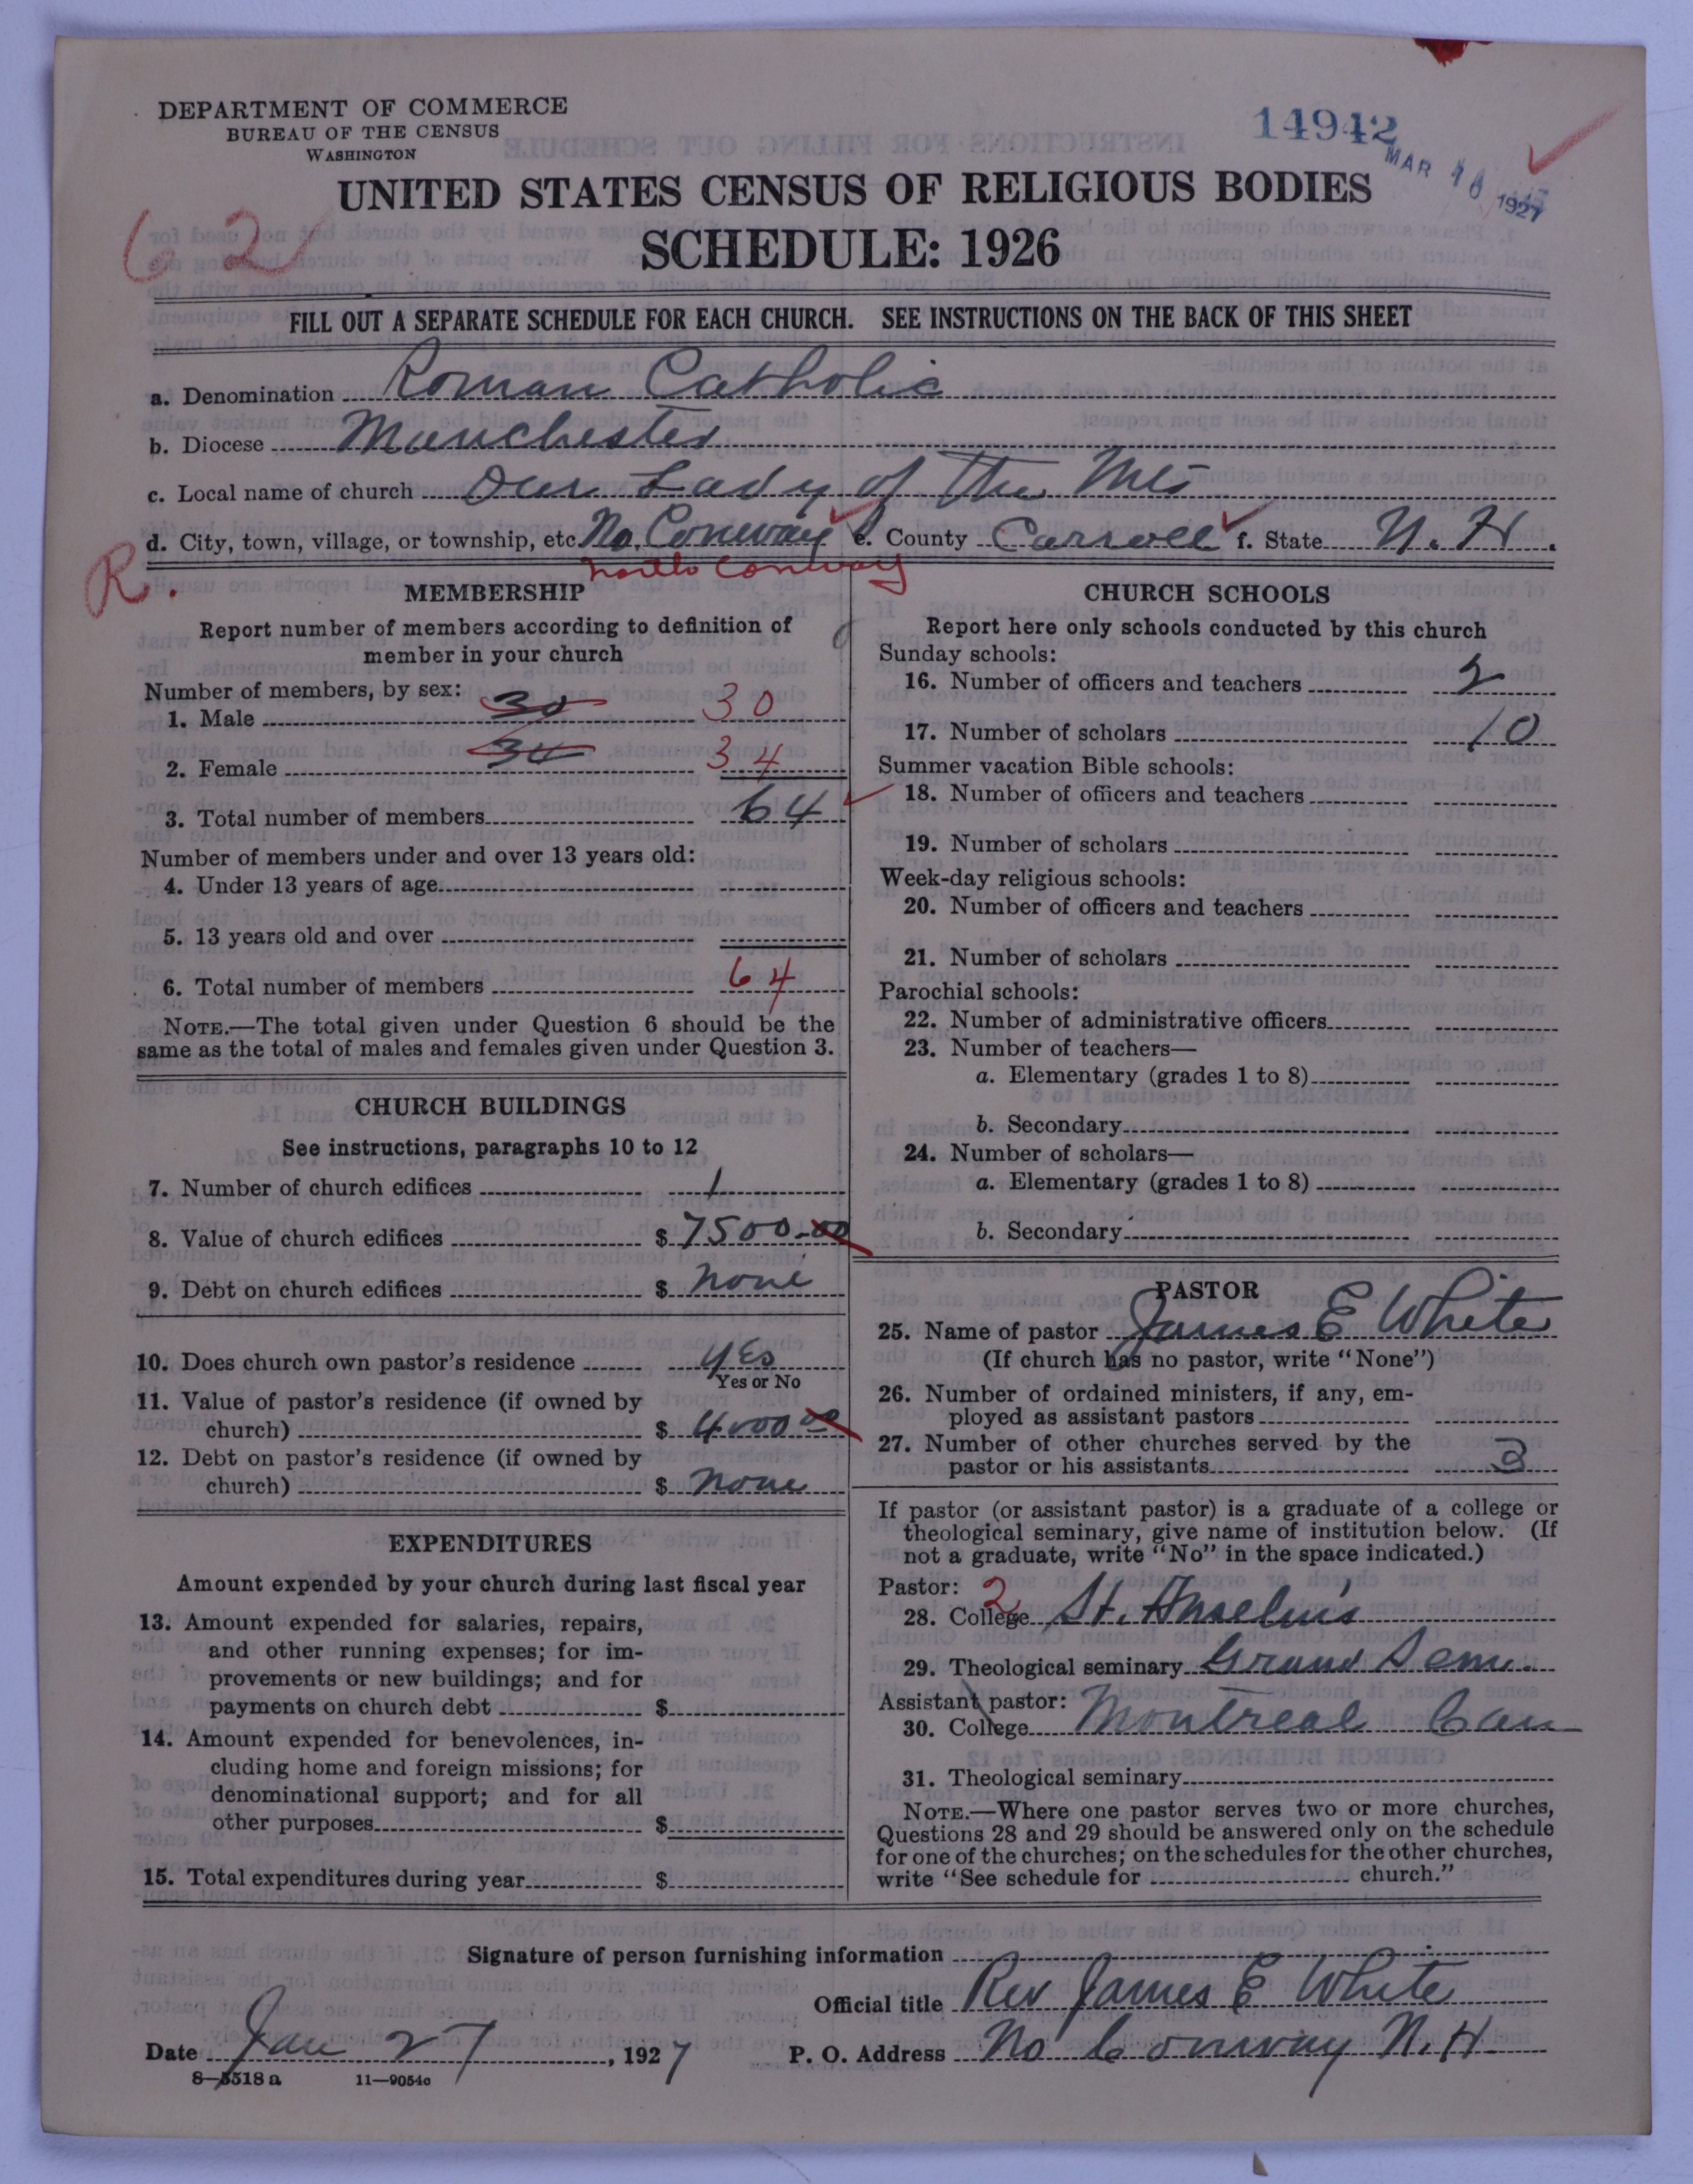 DEPARTMENT OF COMMERCE
BUREAU OF THE CENSUS
WASHINGTON
14942
MAR 10 1927
UNITED STATES CENSUS OF RELIGIOUS BODIES
62
SCHEDULE: 1926
FILL OUT A SEPARATE SCHEDULE FOR EACH CHURCH. SEE INSTRUCTIONS ON THE BACK OF THIS SHEET
a. Denomination Roman Catholic
b. Diocese Manchester
c. Local name of church Our Lady of the Mts
d. City, town, village, or township, etc. No. Conway e. County Carroll f. State N. H.
R.
North Conway
MEMBERSHIP
Report number of members according to definition of
member in your church
Number of members, by sex:
1. Male 30 30
2. Female 34 34
3. Total number of members 64
Number of members under and over 13 years old:
4. Under 13 years of age
5. 13 years old and over
6. Total number of members 64
NOTE.—The total given under Question 6 should be the
same as the total of males and females given under Question 3.
CHURCH BUILDINGS
See instructions, paragraphs 10 to 12
7. Number of church edifices 1
8. Value of church edifices $ 7500.00
9. Debt on church edifices $ none
10. Does church own pastor's residence yes
Yes or No
11. Value of pastor's residence (if owned by
church) $ 4000 00
12. Debt on pastor's residence (if owned by
church) $ none
EXPENDITURES
Amount expended by your church during last fiscal year
13. Amount expended for salaries, repairs,
and other running expenses; for im-
provements or new buildings; and for
payments on church debt $
14. Amount expended for benevolences, in-
cluding home and foreign missions; for
denominational support; and for all
other purposes $
15. Total expenditures during year $
CHURCH SCHOOLS
Report here only schools conducted by this church
Sunday schools:
16. Number of officers and teachers 2
17. Number of scholars 10
Summer vacation Bible schools:
18. Number of officers and teachers
19. Number of scholars
Week-day religious schools:
20. Number of officers and teachers
21. Number of scholars
Parochial schools:
22. Number of administrative officers
23. Number of teachers—
a. Elementary (grades 1 to 8)
b. Secondary
24. Number of scholars—
a. Elementary (grades 1 to 8)
b. Secondary
PASTOR
25. Name of pastor James E White
(If church has no pastor, write "None")
26. Number of ordained ministers, if any, em-
ployed as assistant pastors
27. Number of other churches served by the
pastor or his assistants 3
If pastor (or assistant pastor) is a graduate of a college or
theological seminary, give name of institution below. (If
not a graduate, write "No" in the space indicated.)
Pastor: 2
28. College St. Anselm's
29. Theological seminary Grand Sem.
Assistant pastor:
30. College Montreal Can
31. Theological seminary
NOTE.—Where one pastor serves two or more churches,
Questions 28 and 29 should be answered only on the schedule
for one of the churches; on the schedules for the other churches,
write "See schedule for church."
Signature of person furnishing information
Official title Rev James E White
Date Jan 27, 1927 P. O. Address No Conway N. H.
8—5518 a 11—9054c